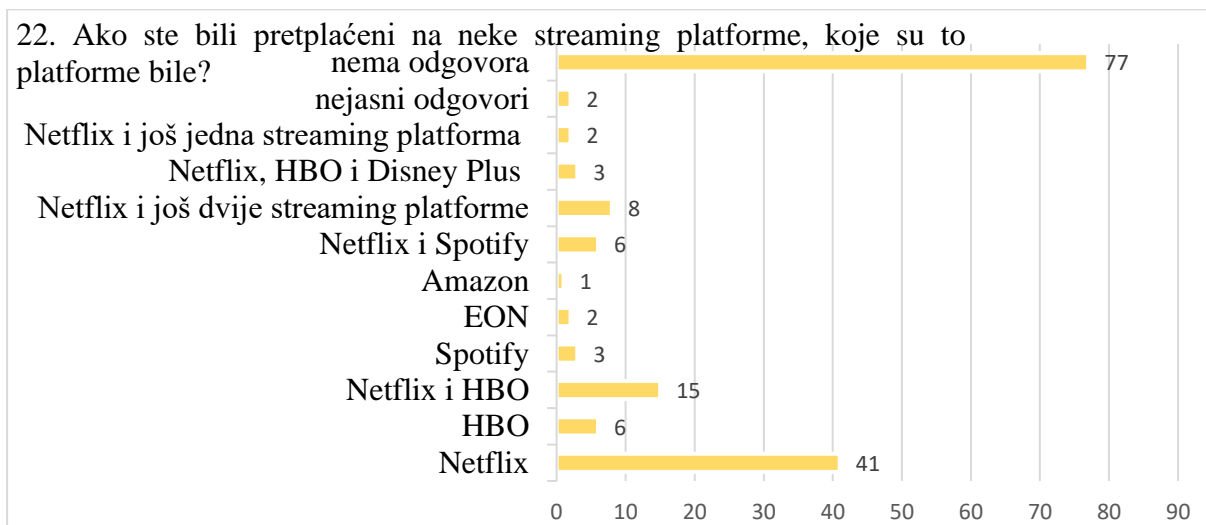 22. Ako ste bili pretplaćeni na neke streaming platforme, koje su to
platforme bile?
nema odgovora 77
nejasni odgovori 2
Netflix i još jedna streaming platforma 2
Netflix, HBO i Disney Plus 3
Netflix i još dvije streaming platforme 8
Netflix i Spotify 6
Amazon 1
EON 2
Spotify 3
Netflix i HBO 15
HBO 6
Netflix 41
0 10 20 30 40 50 60 70 80 90